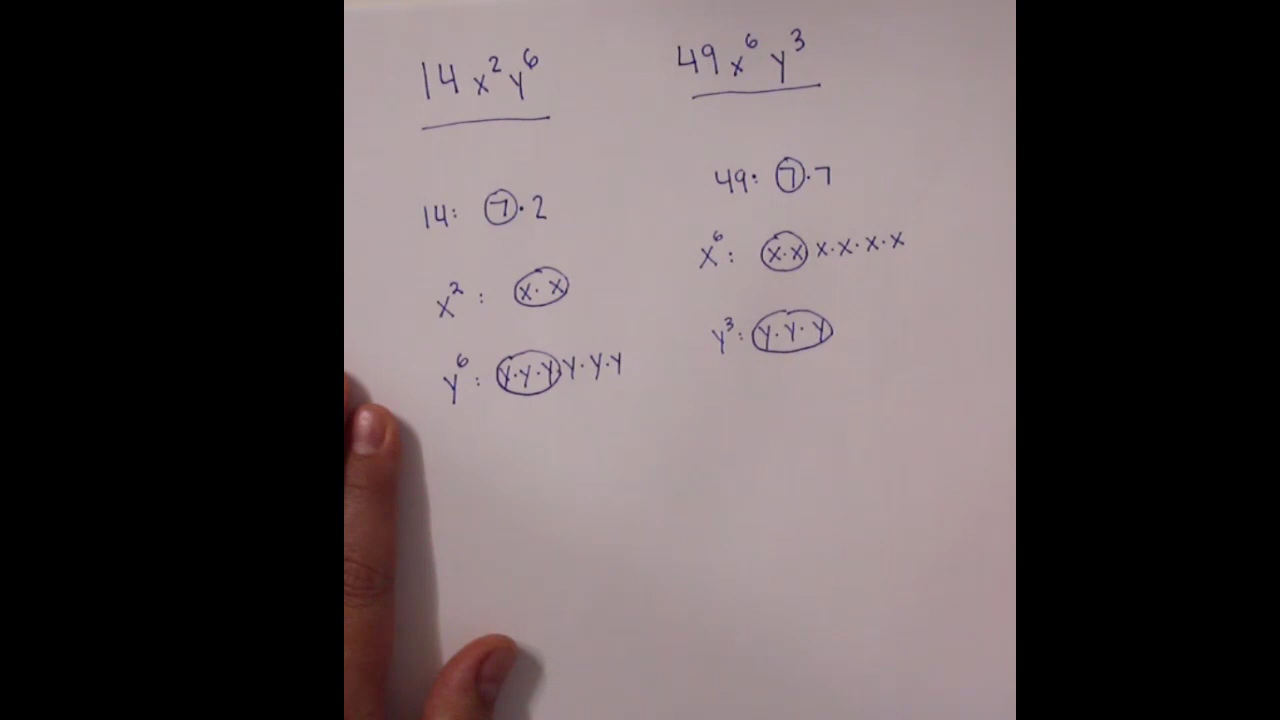 14x²y⁶
14: 7·2
x²: x·x
y⁶: y·y·y·y·y·y
49x⁶y³
49: 7·7
x⁶: x·x x·x·x·x
y³: y·y·y